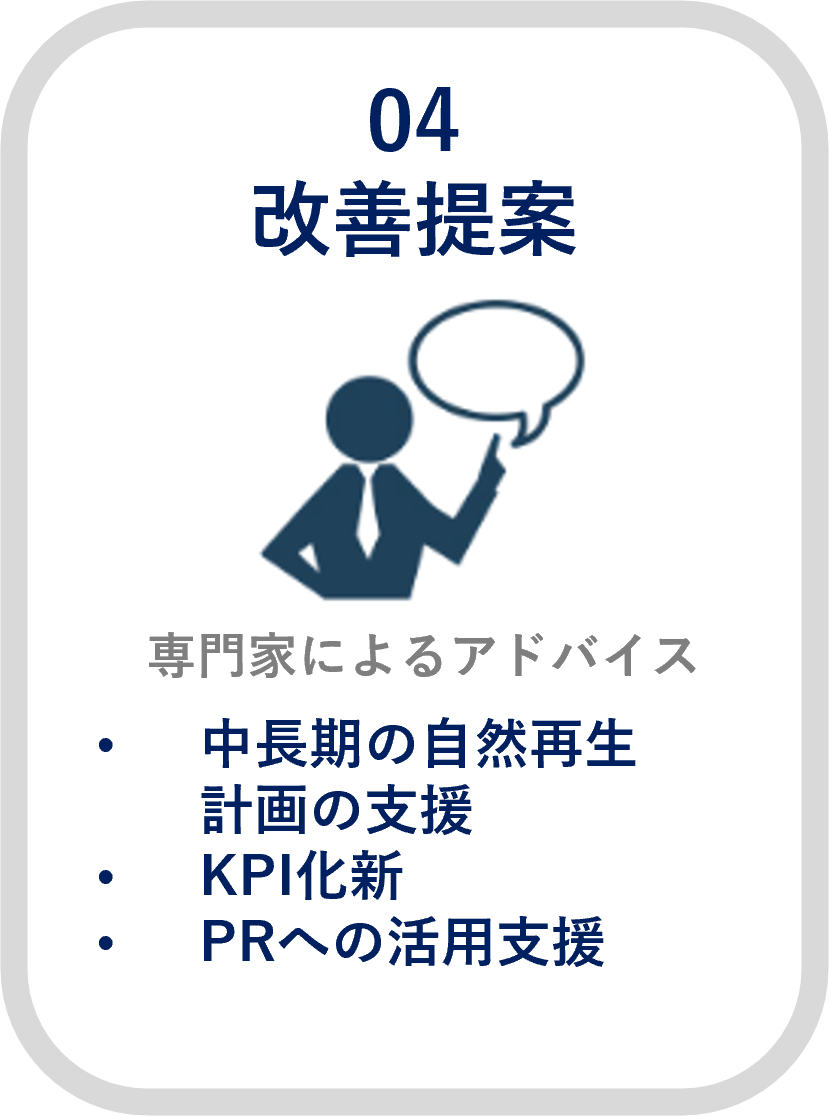 04
改善提案
専門家によるアドバイス
• 中長期の自然再生
計画の支援
• KPI化新
• PRへの活用支援